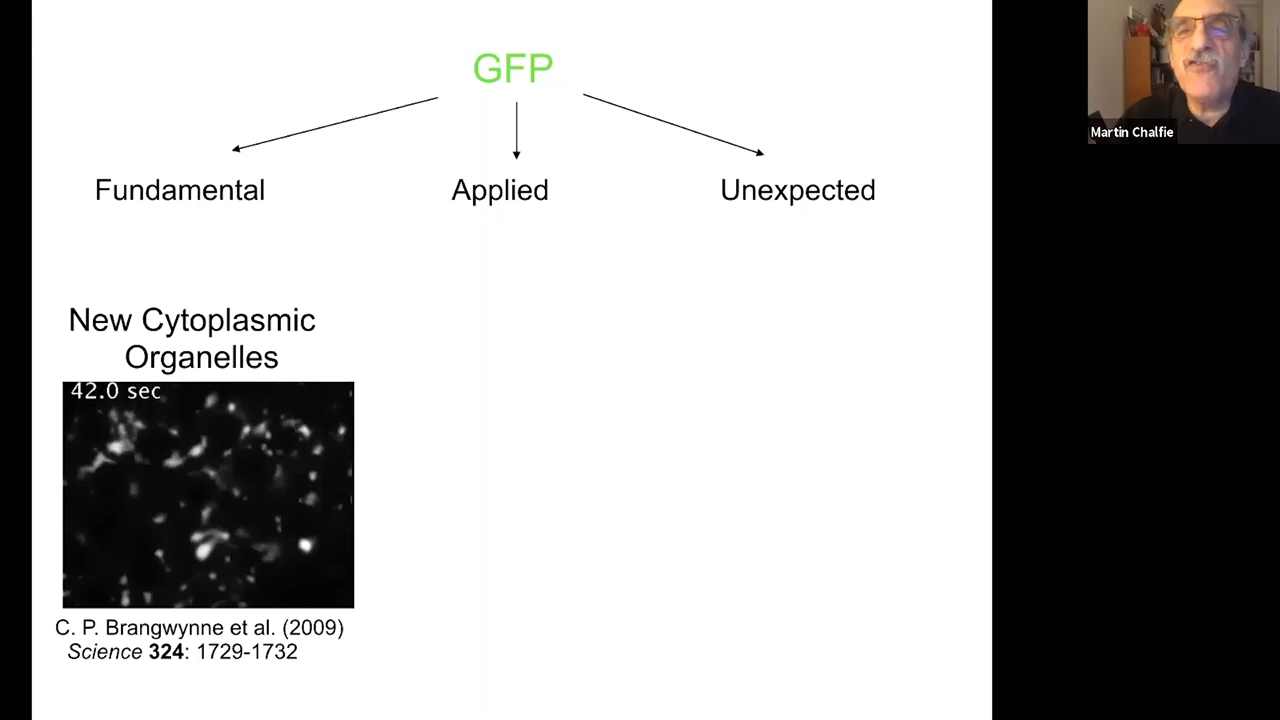 GFP
Fundamental
Applied
Unexpected
New Cytoplasmic
Organelles
42.0 sec
C. P. Brangwynne et al. (2009)
Science 324: 1729-1732
Martin Chalfie